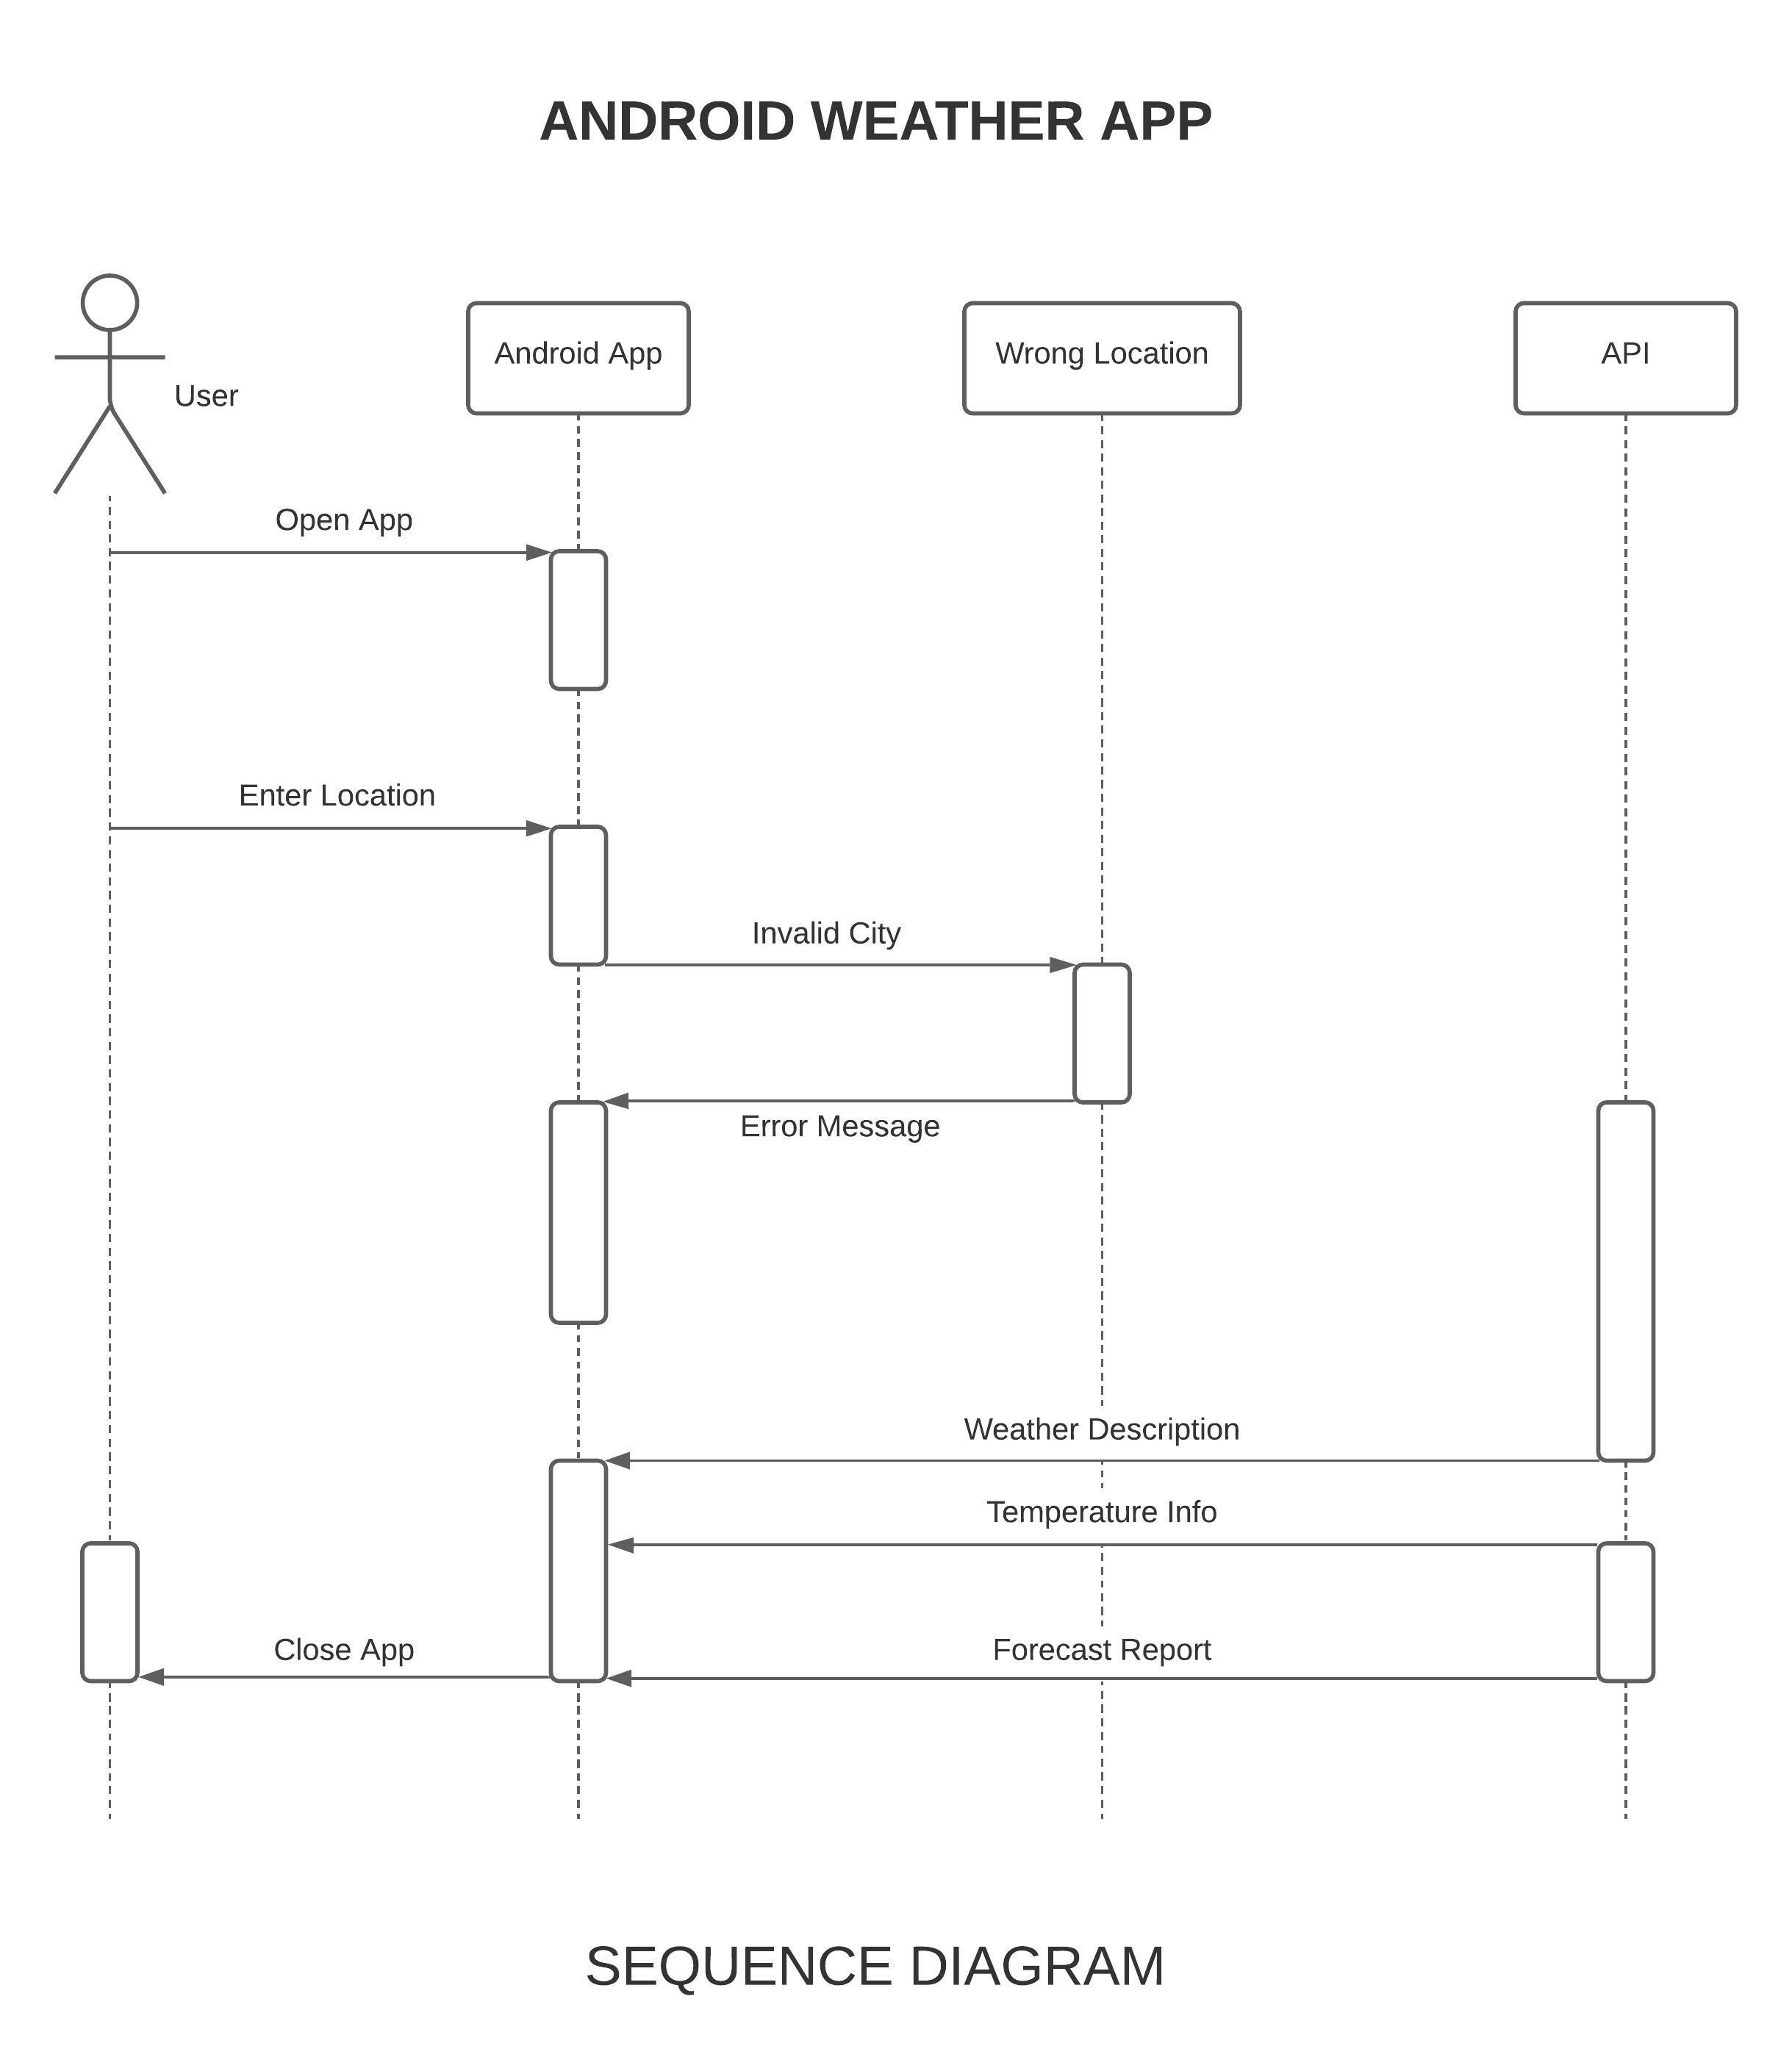 ANDROID WEATHER APP
User
Android App
Wrong Location
API
Open App
Enter Location
Invalid City
Error Message
Weather Description
Temperature Info
Close App
Forecast Report
SEQUENCE DIAGRAM